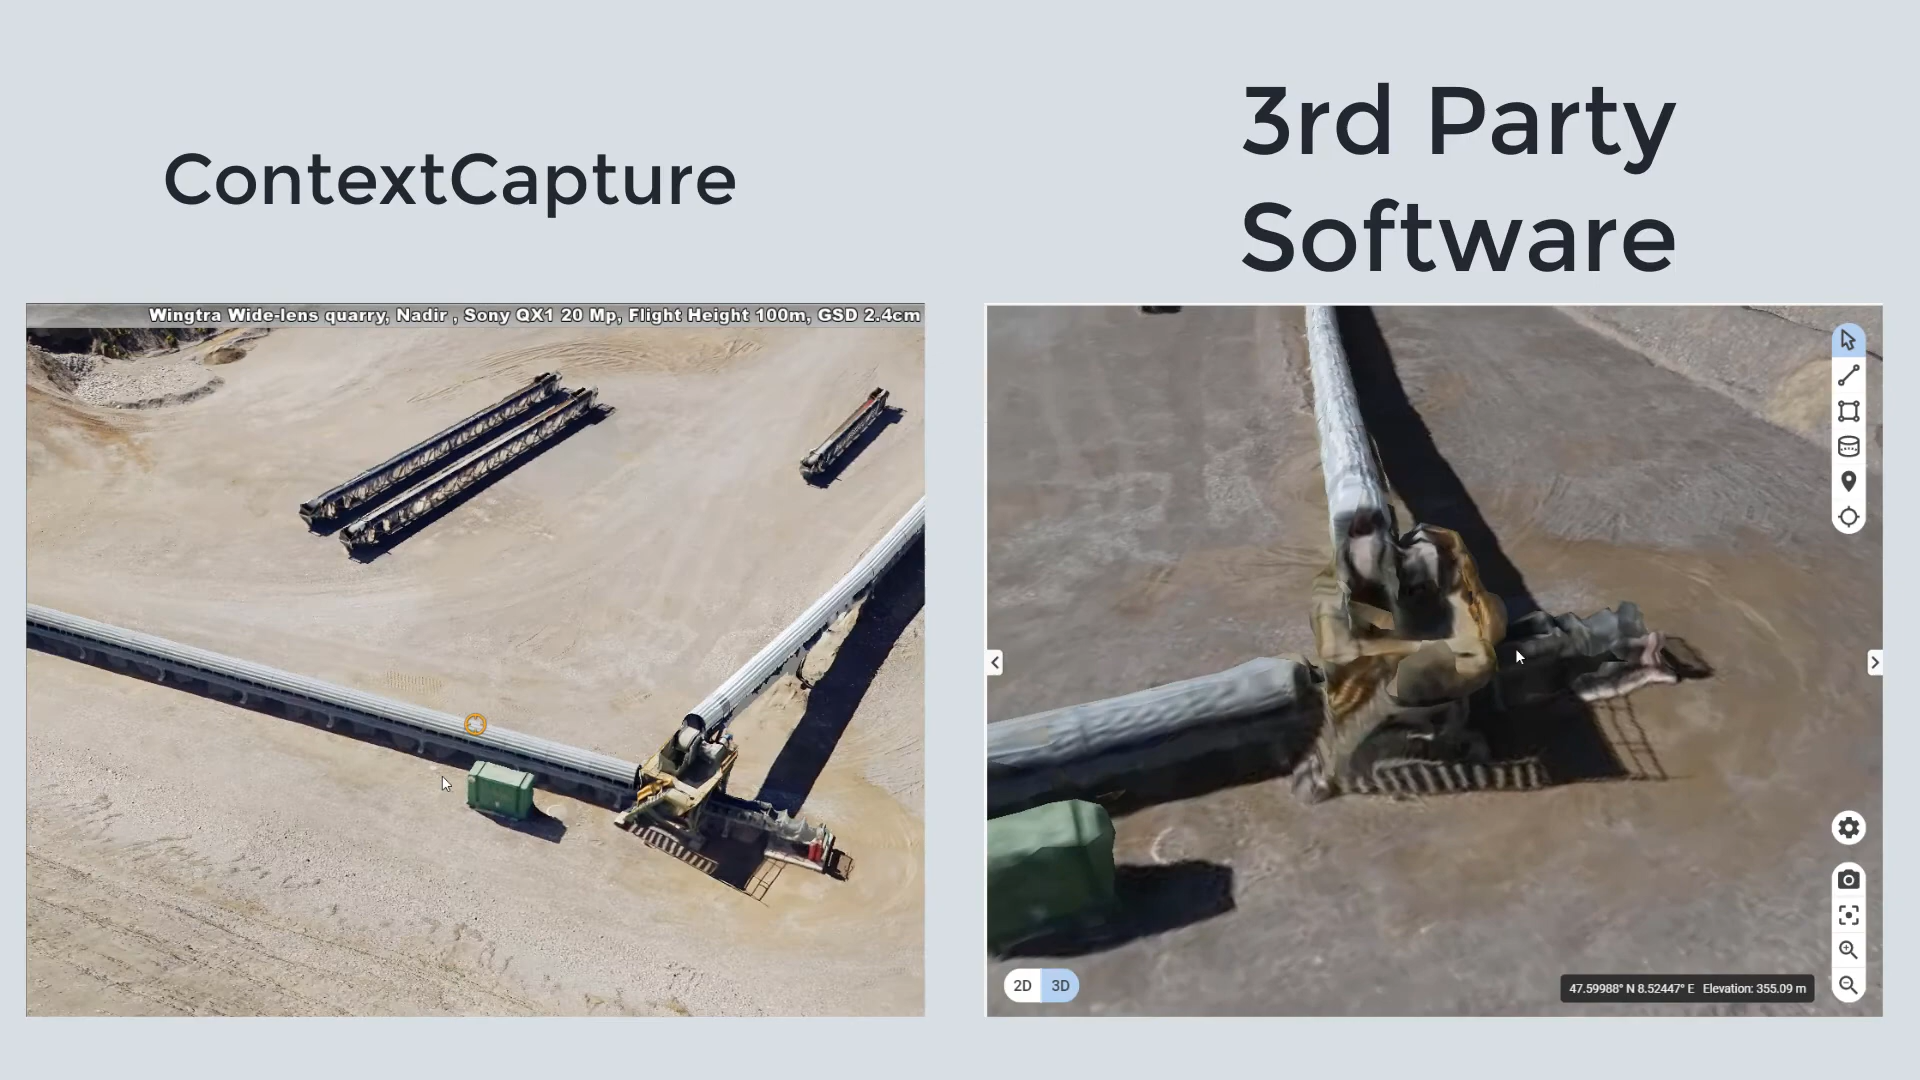 ContextCapture
3rd Party
Software
Wingtra Wide-lens quarry, Nadir , Sony QX1 20 Mp, Flight Height 100m, GSD 2.4cm
2D 3D
47.59988° N 8.52447° E Elevation: 355.09 m